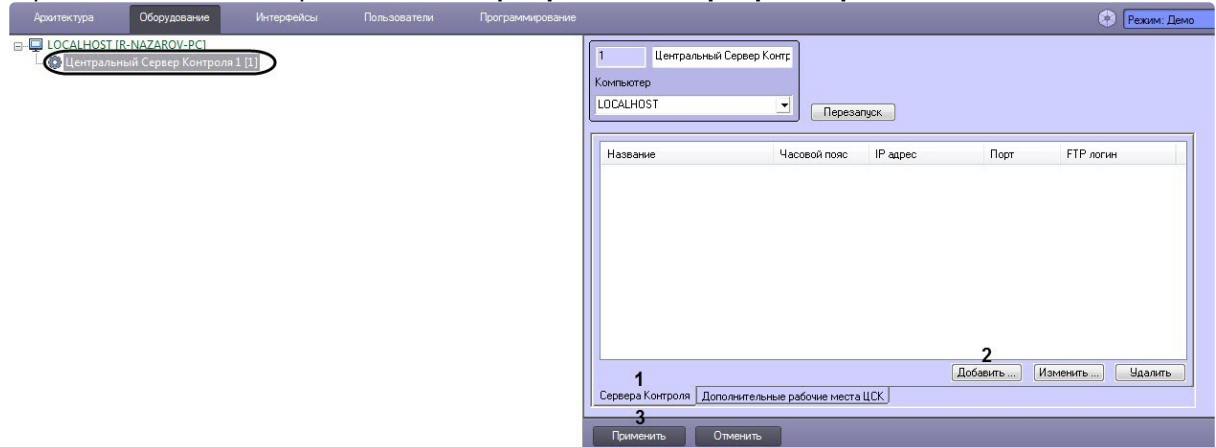 Архитектура Оборудование Интерфейсы Пользователи Программирование Режим: Демо
LOCALHOST [R-NAZAROV-PC]
Центральный Сервер Контроля 1 [1]
1 Центральный Сервер Контр
Компьютер
LOCALHOST
Перезапуск
Название Часовой пояс IP адрес Порт FTP логин
2
Добавить ... Изменить ... Удалить
1
Сервера Контроля Дополнительные рабочие места ЦСК
3
Применить Отменить